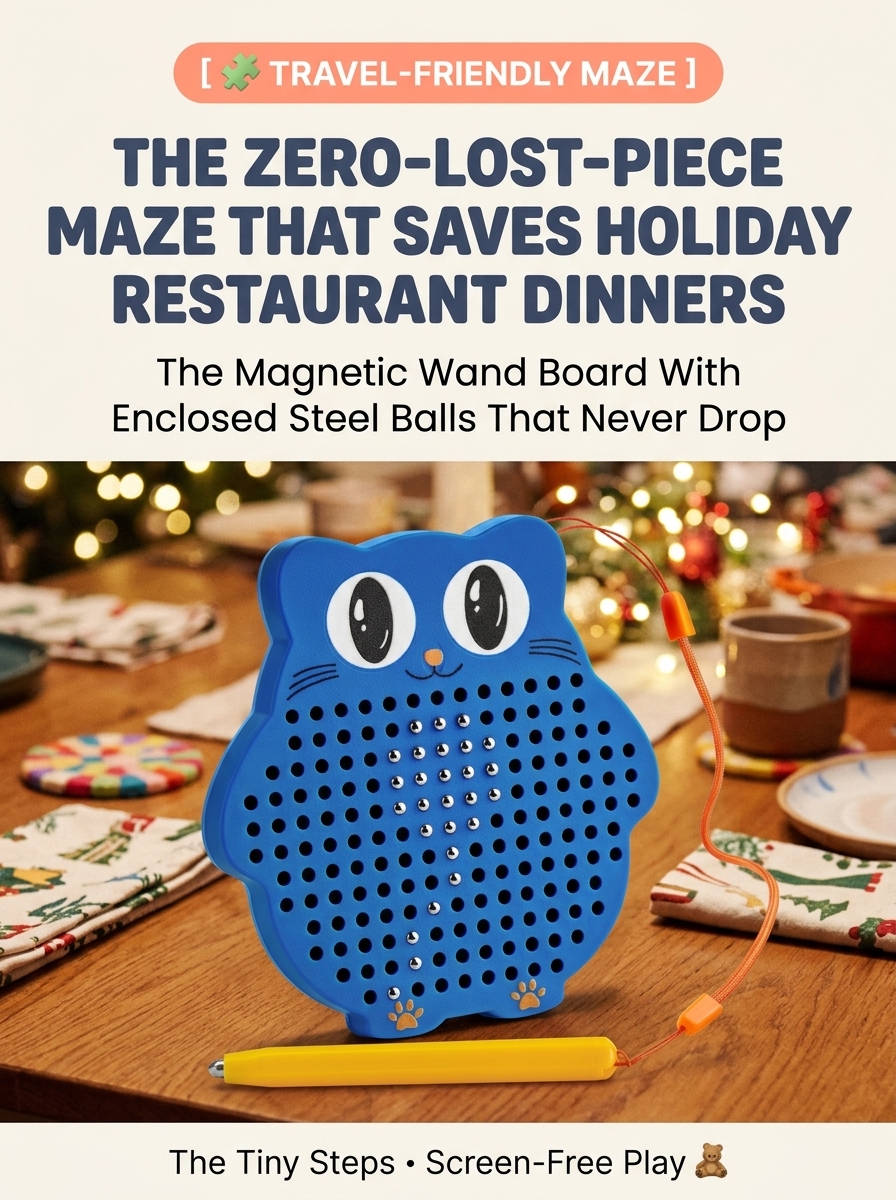 [ 🧩 TRAVEL-FRIENDLY MAZE ]
THE ZERO-LOST-PIECE
MAZE THAT SAVES HOLIDAY
RESTAURANT DINNERS
The Magnetic Wand Board With
Enclosed Steel Balls That Never Drop
The Tiny Steps • Screen-Free Play 🧸